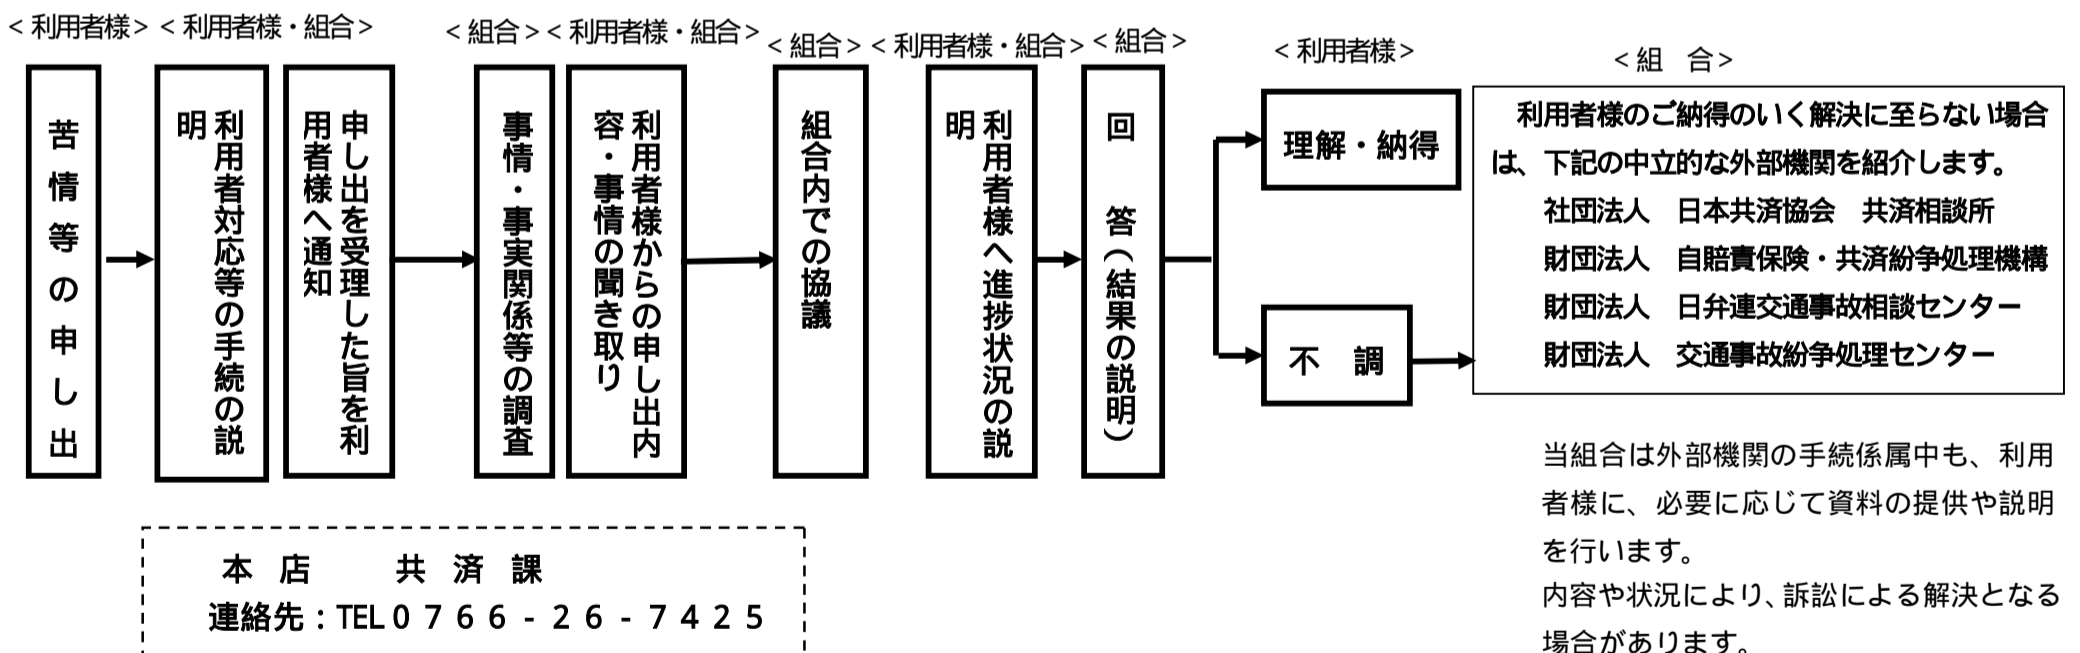 ＜利用者様＞
＜利用者様・組合＞
＜組合＞
＜利用者様・組合＞
＜組合＞
＜利用者様・組合＞
＜組合＞
＜利用者様＞
＜組　合＞
苦情等の申し出
利用者対応等の手続の説
明
申し出を受理した旨を利
用者様へ通知
事情・事実関係等の調査
利用者様からの申し出内
容・事情の聞き取り
組合内での協議
利用者様へ進捗状況の説
明
回　答（結果の説明）
理解・納得
不　調
利用者様のご納得のいく解決に至らない場合
は、下記の中立的な外部機関を紹介します。
社団法人　日本共済協会　共済相談所
財団法人　自賠責保険・共済紛争処理機構
財団法人　日弁連交通事故相談センター
財団法人　交通事故紛争処理センター
当組合は外部機関の手続係属中も、利用
者様に、必要に応じて資料の提供や説明
を行います。
内容や状況により、訴訟による解決となる
場合があります。
本　店　　共　済　課
連絡先：TEL０７６６-２６-７４２５